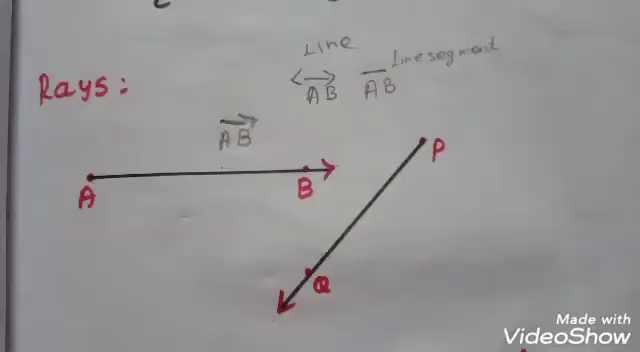 Line
Line segment
Rays:
AB
AB
AB
A
B
P
Q
Made with
VideoShow